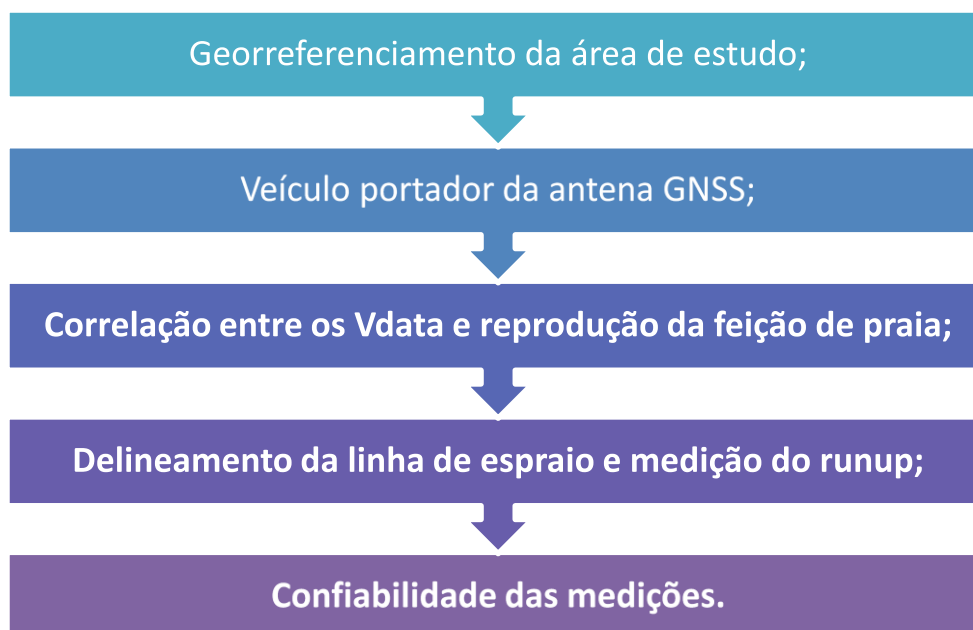 Georreferenciamento da área de estudo;
Veículo portador da antena GNSS;
Correlação entre os Vdata e reprodução da feição de praia;
Delineamento da linha de espraio e medição do runup;
Confiabilidade das medições.